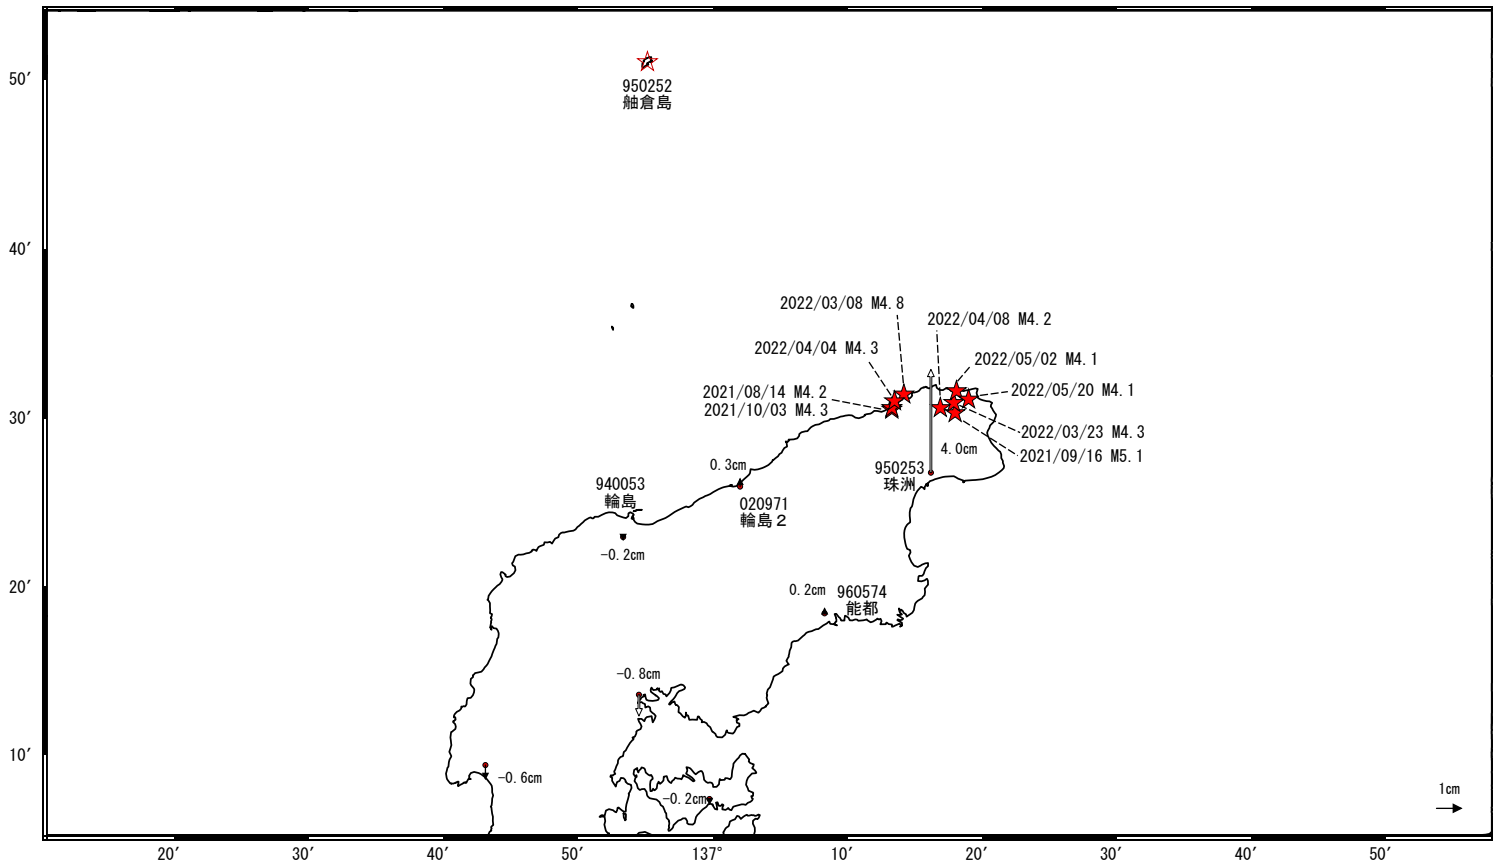 50′
950252
舳倉島
40′
2022/03/08 M4.8
2022/04/08 M4.2
2022/04/04 M4.3
2022/05/02 M4.1
2021/08/14 M4.2
2022/05/20 M4.1
2021/10/03 M4.3
30′
2022/03/23 M4.3
4.0cm
2021/09/16 M5.1
0.3cm
950253
珠洲
940053
輪島
020971
輪島２
-0.2cm
20′
0.2cm
960574
能都
-0.8cm
10′
-0.6cm
-0.2cm
1cm
20′
30′
40′
50′
137°
10′
20′
30′
40′
50′